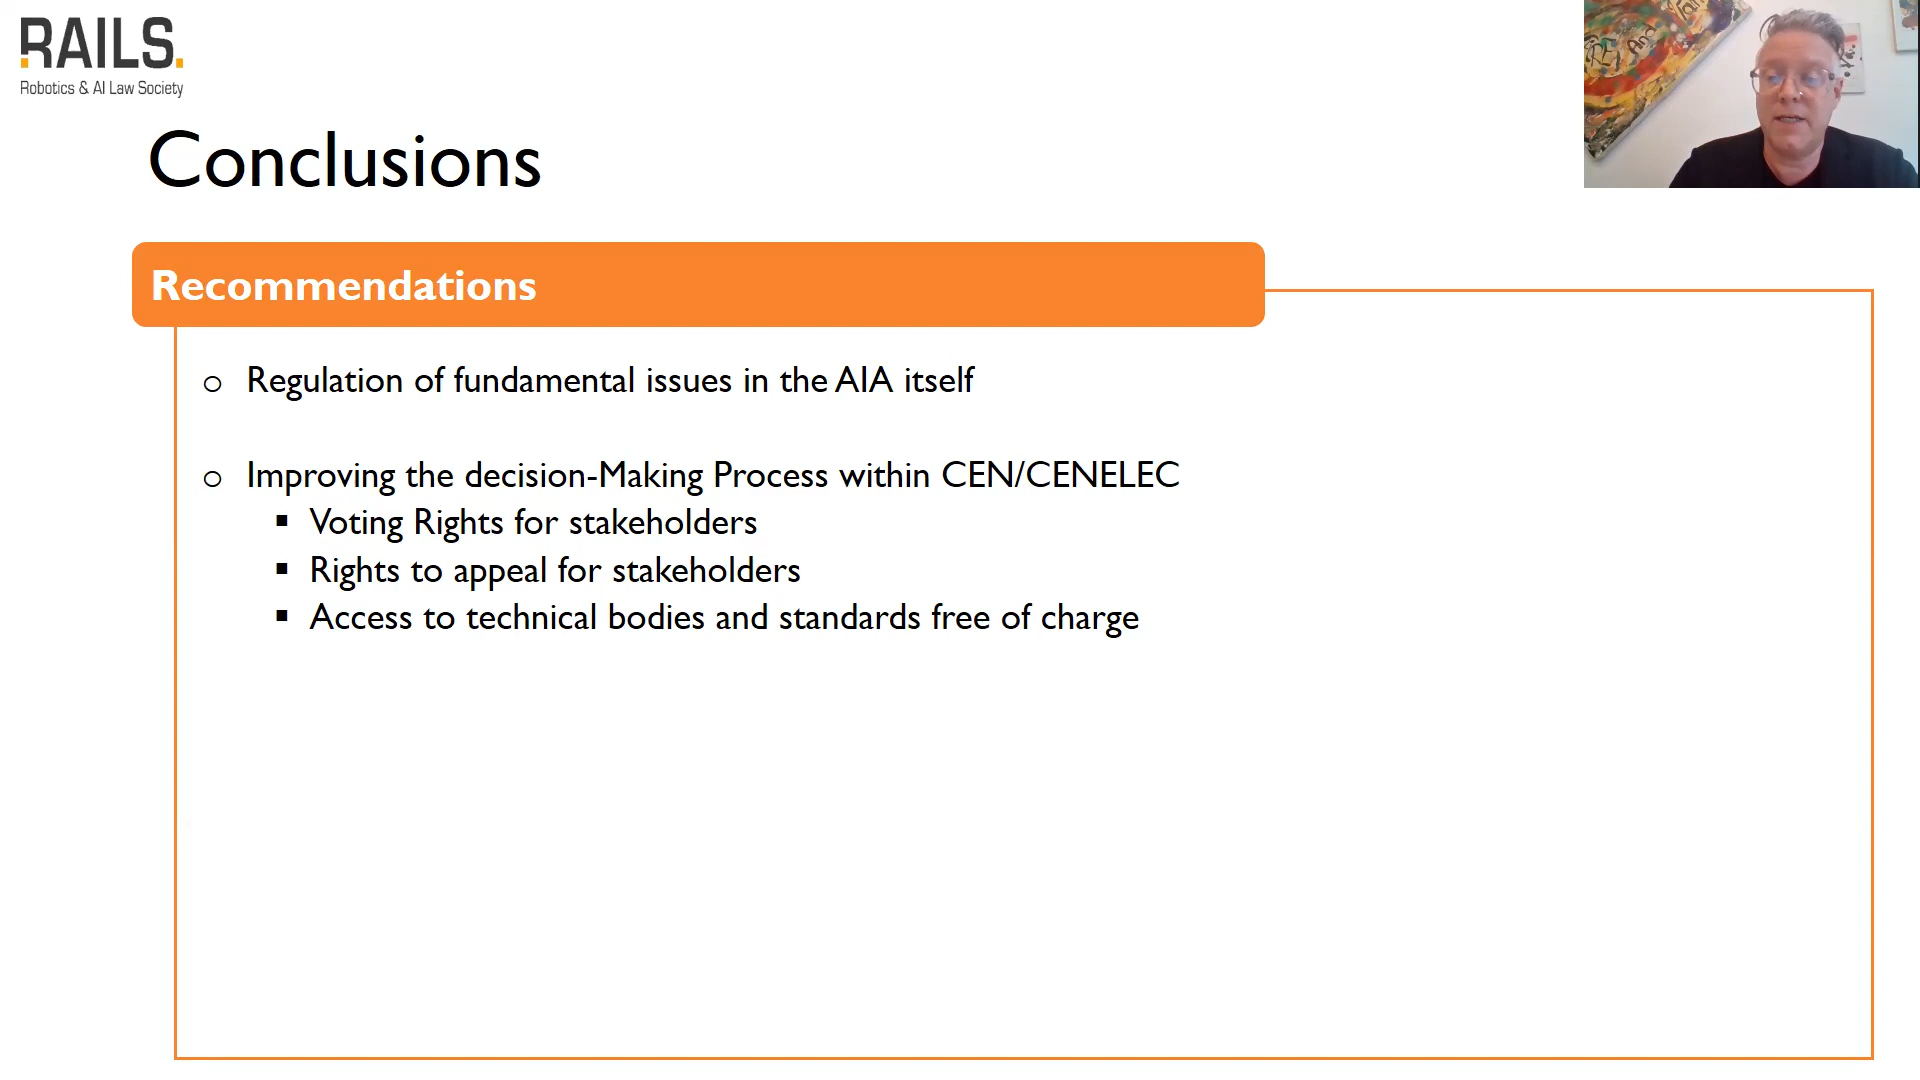 RAILS.
Robotics & AI Law Society
Conclusions
Recommendations
Regulation of fundamental issues in the AIA itself
Improving the decision-Making Process within CEN/CENELEC
Voting Rights for stakeholders
Rights to appeal for stakeholders
Access to technical bodies and standards free of charge
And